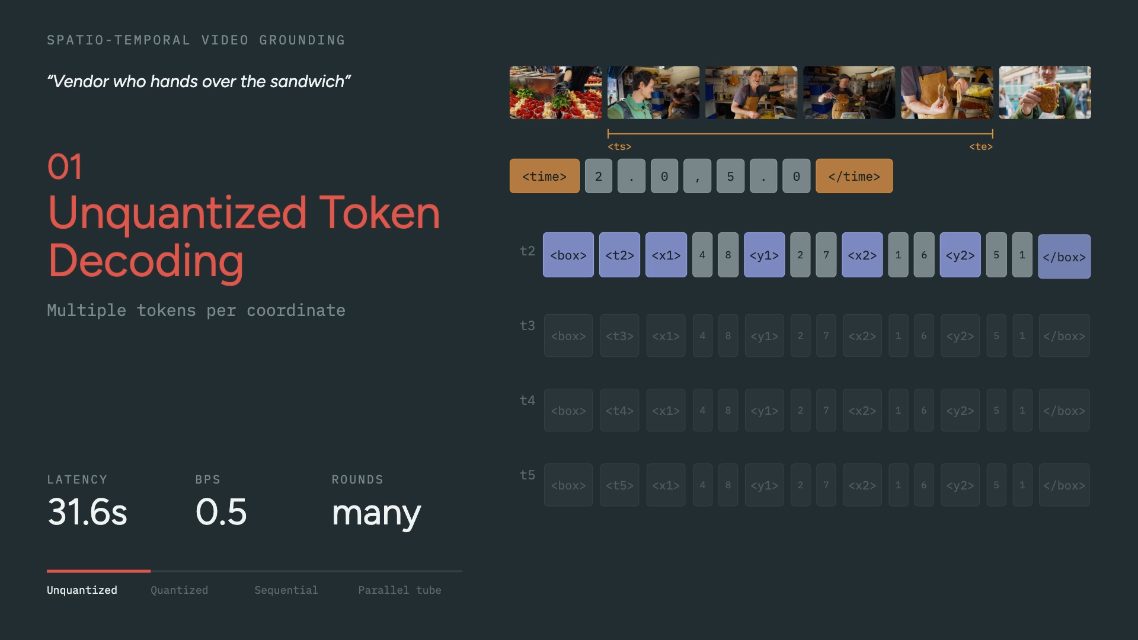 SPATIO-TEMPORAL VIDEO GROUNDING
“Vendor who hands over the sandwich”
01
Unquantized Token
Decoding
Multiple tokens per coordinate
LATENCY BPS ROUNDS
31.6s 0.5 many
Unquantized Quantized Sequential Parallel tube
<ts> <te>
<time> 2 . 0 , 5 . 0 </time>
t2 <box> <t2> <x1> 4 8 <y1> 2 7 <x2> 1 6 <y2> 5 1 </box>
t3 <box> <t3> <x1> 4 8 <y1> 2 7 <x2> 1 6 <y2> 5 1 </box>
t4 <box> <t4> <x1> 4 8 <y1> 2 7 <x2> 1 6 <y2> 5 1 </box>
t5 <box> <t5> <x1> 4 8 <y1> 2 7 <x2> 1 6 <y2> 5 1 </box>